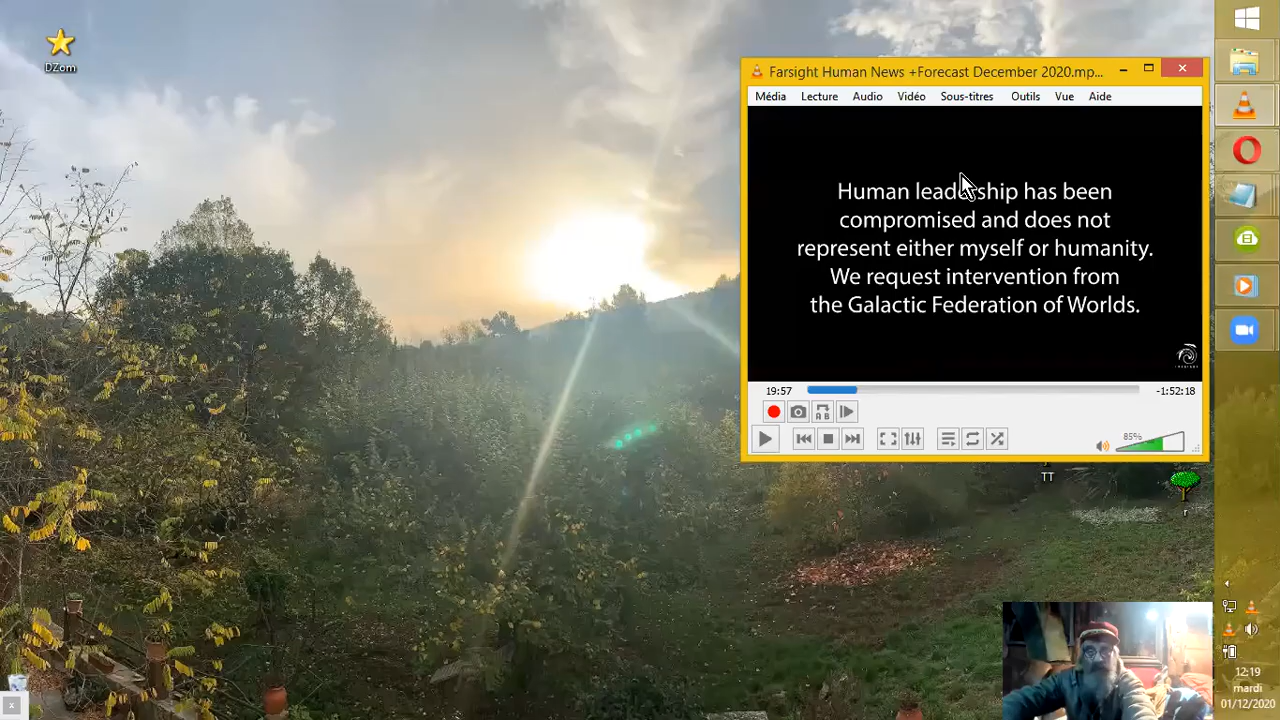 DZom
Farsight Human News +Forecast December 2020.mp...
Média Lecture Audio Vidéo Sous-titres Outils Vue Aide
Human leadership has been
compromised and does not
represent either myself or humanity.
We request intervention from
the Galactic Federation of Worlds.
19:57
-1:52:18
85%
TT
r
12:19
mardi
01/12/2020